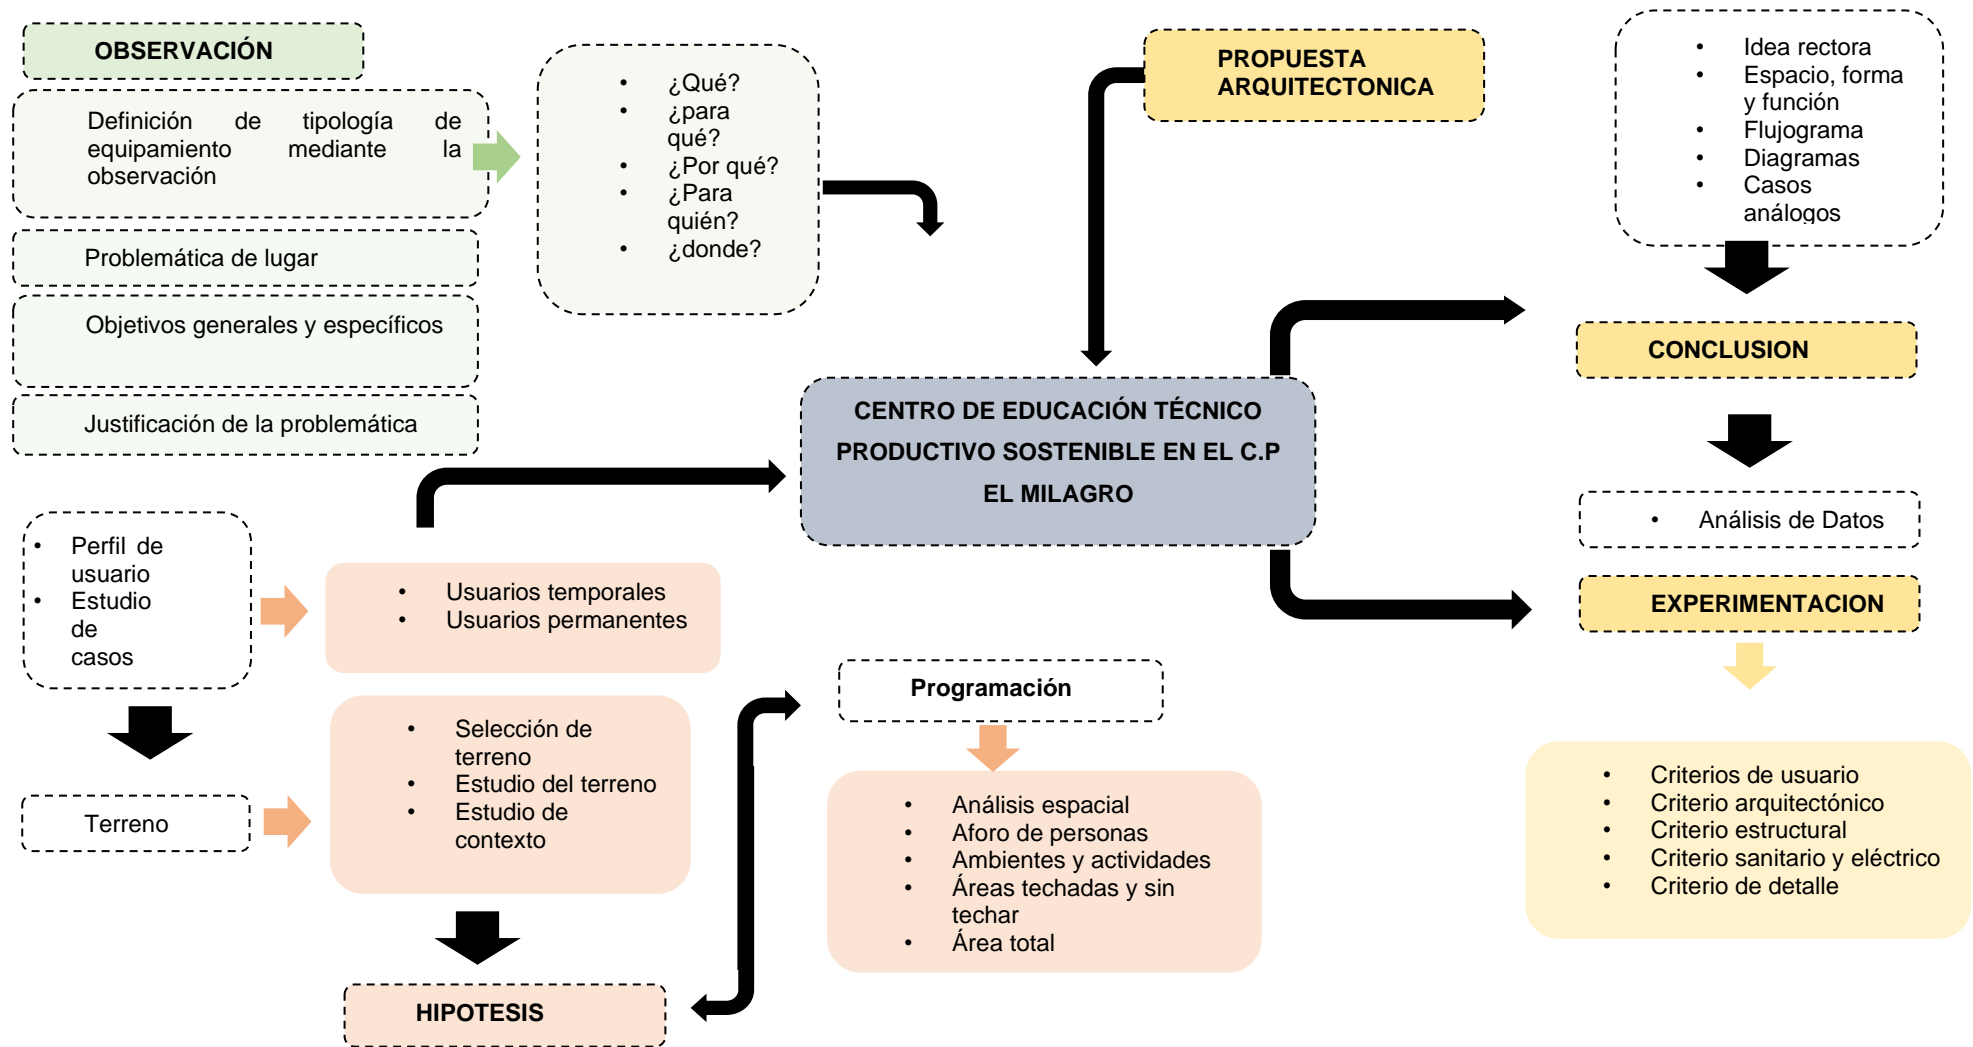 OBSERVACIÓN
Definición de tipología de
equipamiento mediante la
observación
Problemática de lugar
Objetivos generales y específicos
Justificación de la problemática
• ¿Qué?
• ¿para
qué?
• ¿Por qué?
• ¿Para
quién?
• ¿donde?
PROPUESTA
ARQUITECTONICA
• Idea rectora
• Espacio, forma
y función
• Flujograma
• Diagramas
• Casos
análogos
CONCLUSION
• Análisis de Datos
EXPERIMENTACION
• Criterios de usuario
• Criterio arquitectónico
• Criterio estructural
• Criterio sanitario y eléctrico
• Criterio de detalle
CENTRO DE EDUCACIÓN TÉCNICO
PRODUCTIVO SOSTENIBLE EN EL C.P
EL MILAGRO
• Perfil de
usuario
• Estudio
de
casos
• Usuarios temporales
• Usuarios permanentes
Terreno
• Selección de
terreno
• Estudio del terreno
• Estudio de
contexto
HIPOTESIS
Programación
• Análisis espacial
• Aforo de personas
• Ambientes y actividades
• Áreas techadas y sin
techar
• Área total